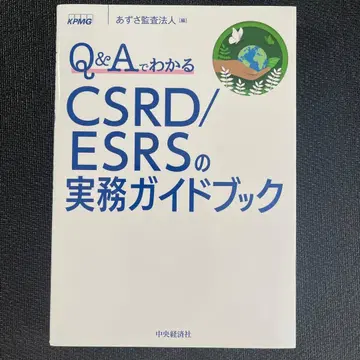 KPMG
あずさ監査法人[編]
Q&Aでわかる
CSRD/
ESRSの
実務ガイドブック
中央経済社